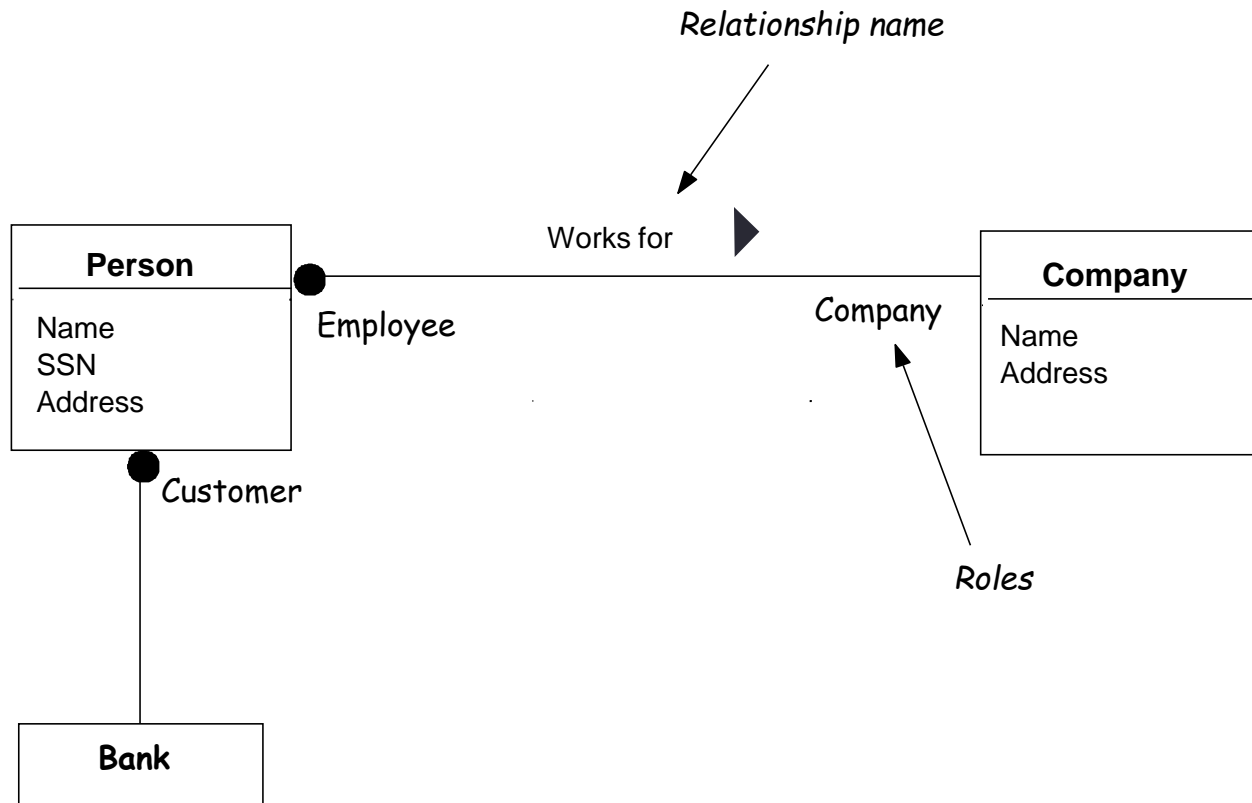 Relationship name
Works for
Person
Name
SSN
Address
Employee
Company
Company
Name
Address
Customer
Roles
Bank